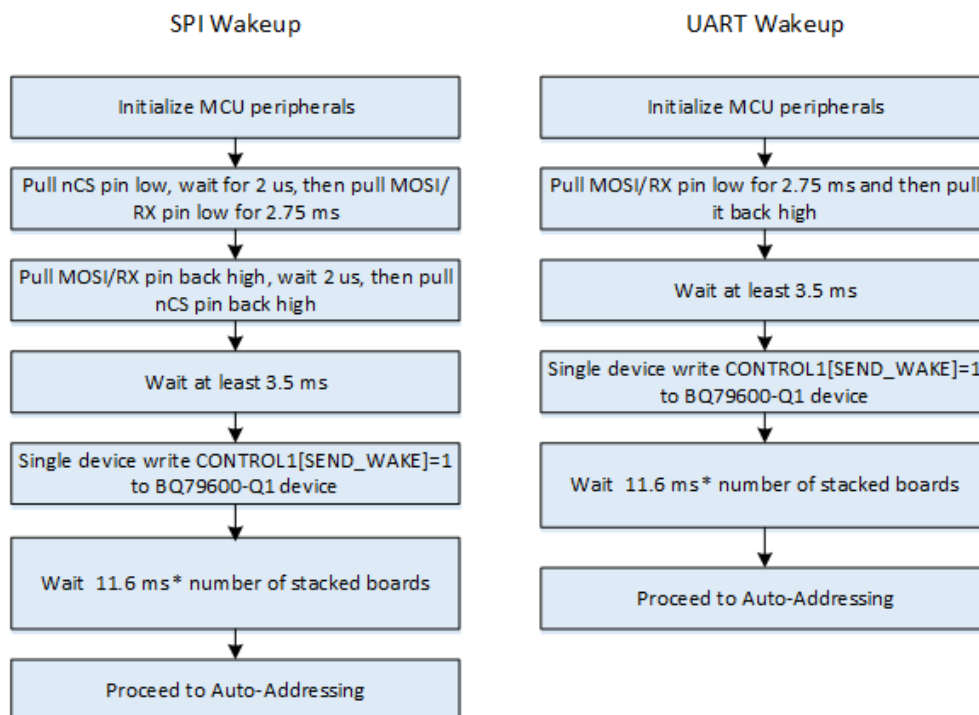 SPI Wakeup
Initialize MCU peripherals
Pull nCS pin low, wait for 2 us, then pull MOSI/
RX pin low for 2.75 ms
Pull MOSI/RX pin back high, wait 2 us, then pull
nCS pin back high
Wait at least 3.5 ms
Single device write CONTROL1[SEND_WAKE]=1
to BQ79600-Q1 device
Wait 11.6 ms* number of stacked boards
Proceed to Auto-Addressing
UART Wakeup
Initialize MCU peripherals
Pull MOSI/RX pin low for 2.75 ms and then pull
it back high
Wait at least 3.5 ms
Single device write CONTROL1[SEND_WAKE]=1
to BQ79600-Q1 device
Wait 11.6 ms* number of stacked boards
Proceed to Auto-Addressing